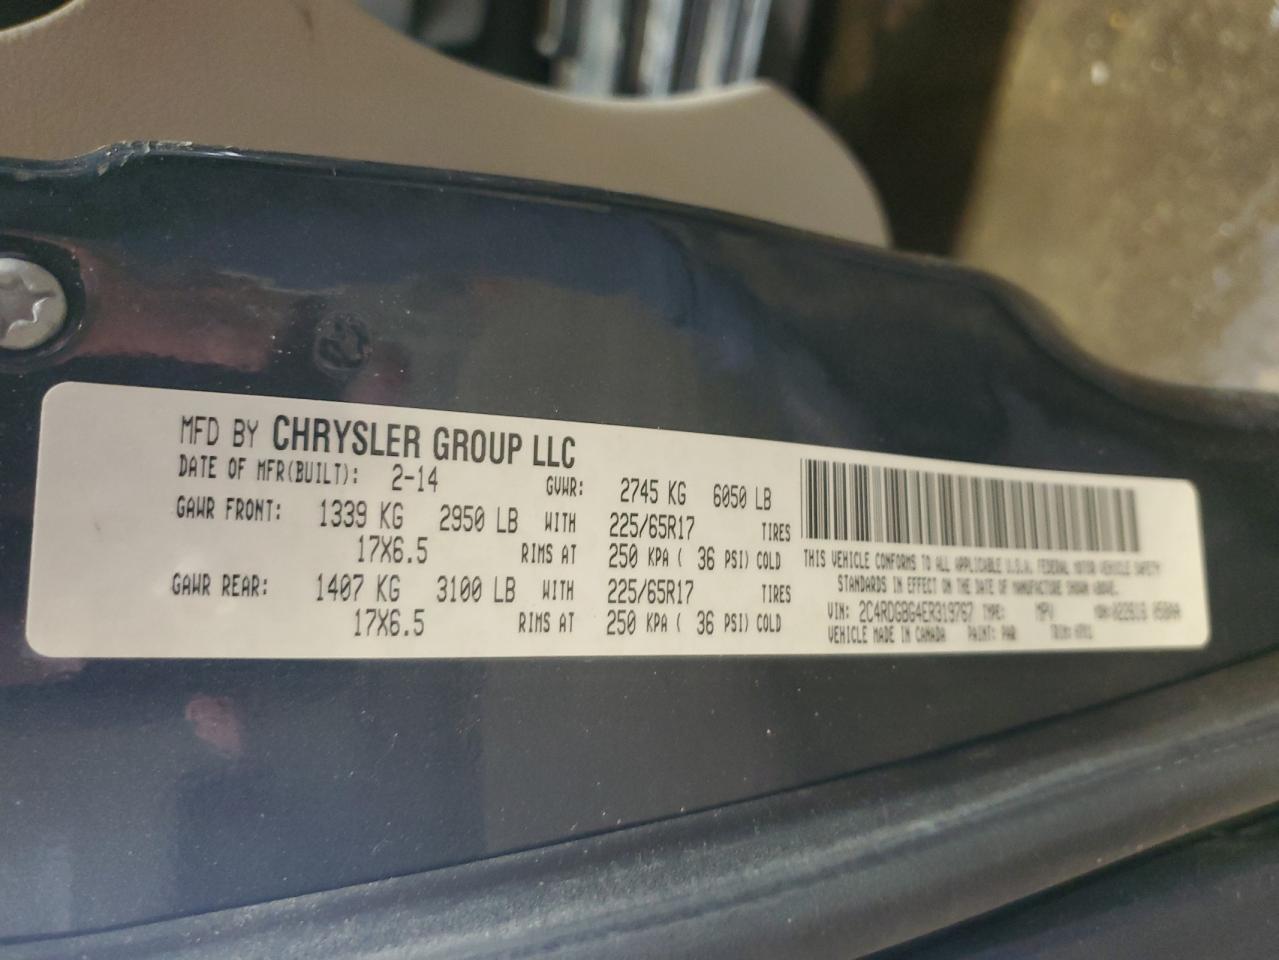 MFD BY CHRYSLER GROUP LLC
DATE OF MFR(BUILT): 2-14 GVWR: 2745 KG 6050 LB
GAWR FRONT: 1339 KG 2950 LB WITH 225/65R17 TIRES
17X6.5 RIMS AT 250 KPA ( 36 PSI) COLD
GAWR REAR: 1407 KG 3100 LB WITH 225/65R17 TIRES
17X6.5 RIMS AT 250 KPA ( 36 PSI) COLD
THIS VEHICLE CONFORMS TO ALL APPLICABLE U.S.A. FEDERAL MOTOR VEHICLE SAFETY
STANDARDS IN EFFECT ON THE DATE OF MANUFACTURE SHOWN ABOVE.
VIN: 2C4RDGBG4ER319767 TYPE: MPV
VEHICLE MADE IN CANADA PAINT: PAR